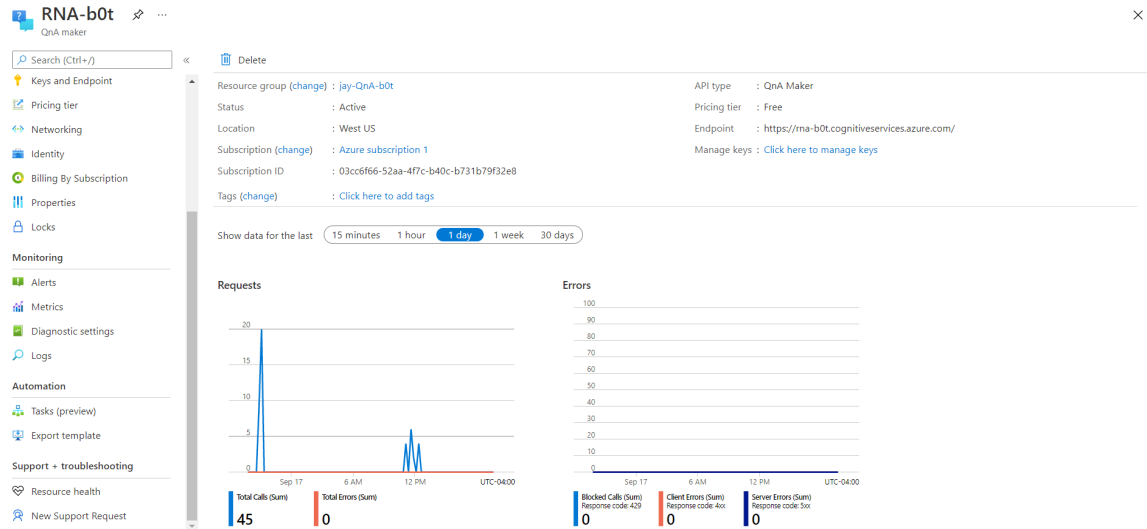 RNA-b0t
QnA maker
Search (Ctrl+/)
Keys and Endpoint
Pricing tier
Networking
Identity
Billing By Subscription
Properties
Locks
Monitoring
Alerts
Metrics
Diagnostic settings
Logs
Automation
Tasks (preview)
Export template
Support + troubleshooting
Resource health
New Support Request
Delete
Resource group (change) : jay-QnA-b0t
Status : Active
Location : West US
Subscription (change) : Azure subscription 1
Subscription ID : 03cc6f66-52aa-4f7c-b40c-b731b79f32e8
Tags (change) : Click here to add tags
API type : QnA Maker
Pricing tier : Free
Endpoint : https://rna-b0t.cognitiveservices.azure.com/
Manage keys : Click here to manage keys
Show data for the last 15 minutes 1 hour 1 day 1 week 30 days
Requests
20
15
10
5
0
Sep 17 6 AM 12 PM UTC-04:00
Total Calls (Sum) Total Errors (Sum)
45 0
Errors
100
90
80
70
60
50
40
30
20
10
0
Sep 17 6 AM 12 PM UTC-04:00
Blocked Calls (Sum) Client Errors (Sum) Server Errors (Sum)
Response code: 429 Response code: 4xx Response code: 5xx
0 0 0